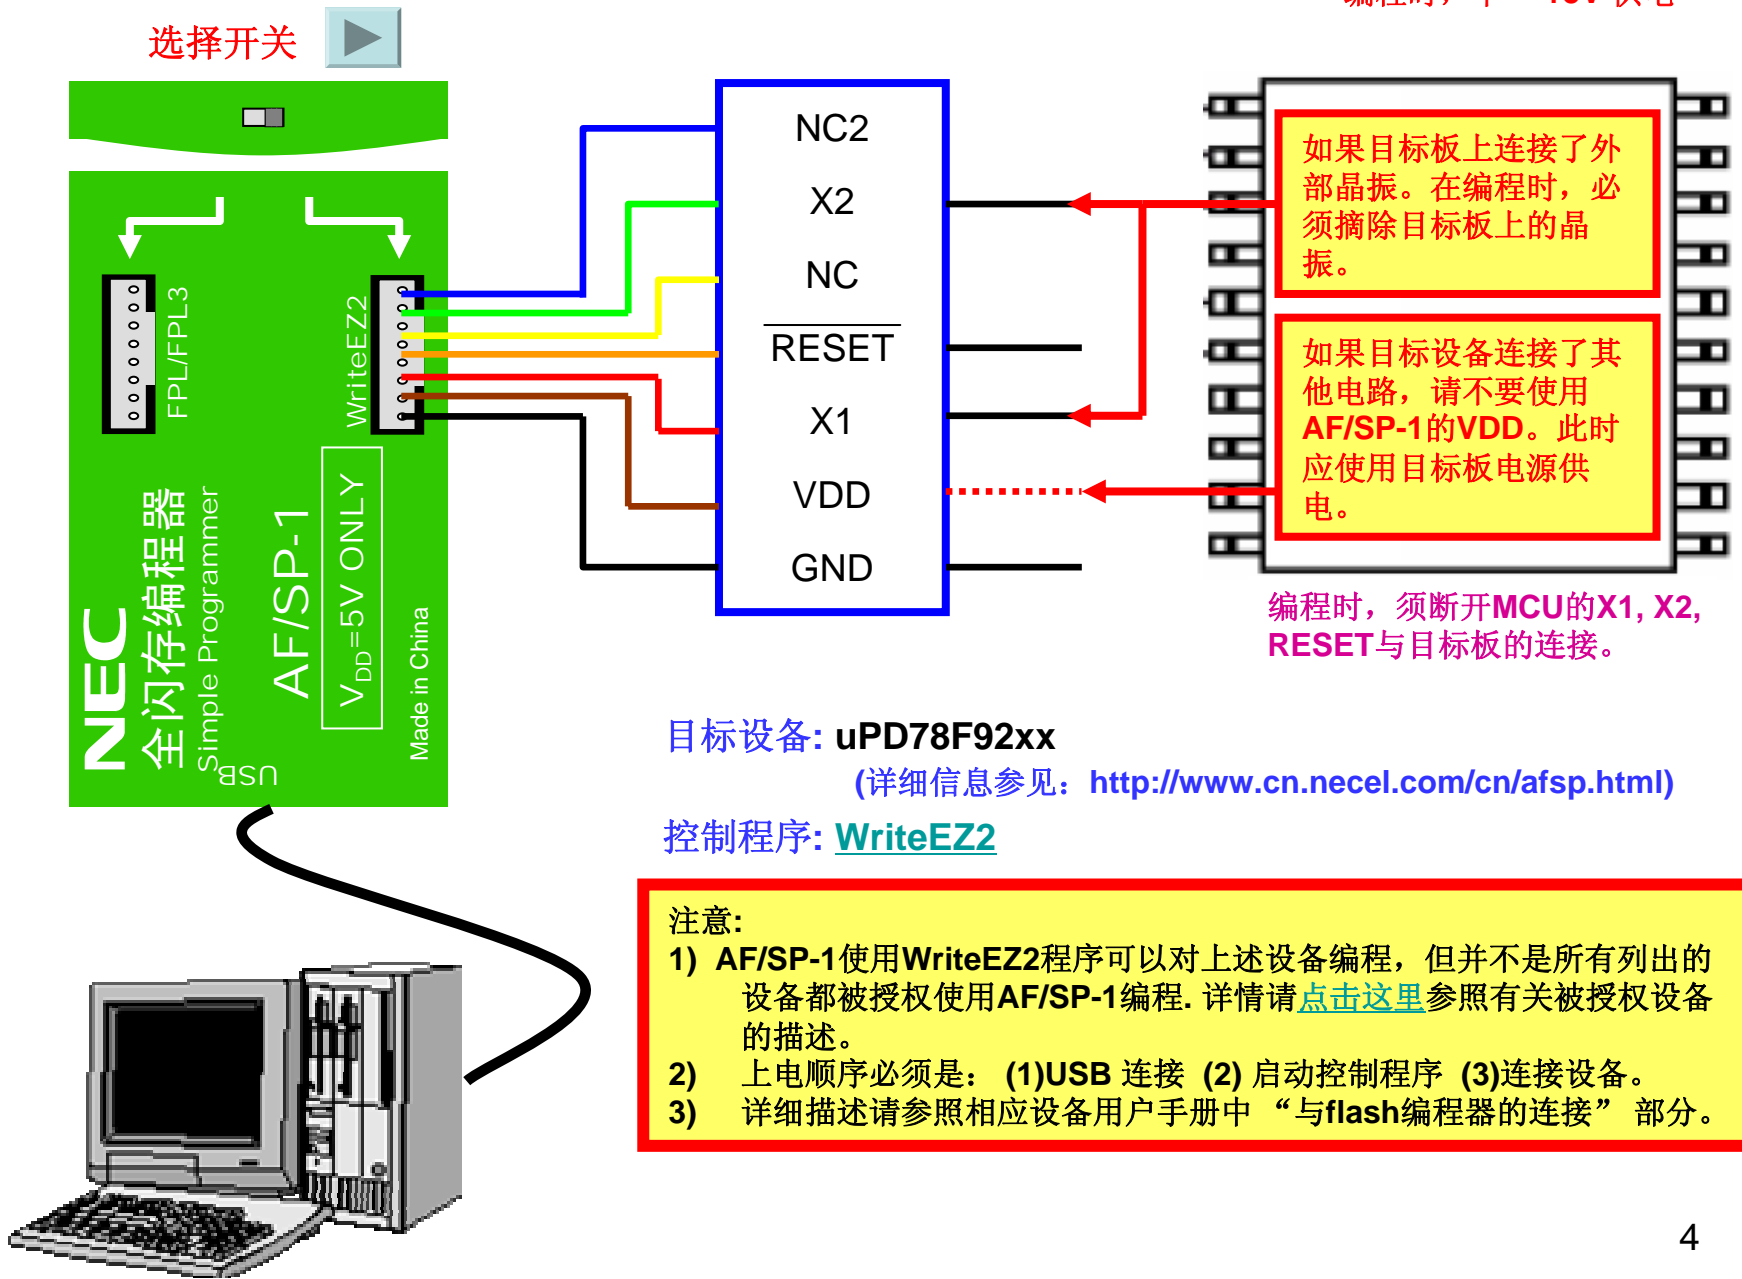 选择开关
FPL/FPL3
WriteEZ2
NEC
全闪存编程器
Simple Programmer
AF/SP-1
VDD=5V ONLY
Made in China
USB
NC2
X2
NC
RESET
X1
VDD
GND
如果目标板上连接了外
部晶振。在编程时，必
须摘除目标板上的晶
振。
如果目标设备连接了其
他电路，请不要使用
AF/SP-1的VDD。此时
应使用目标板电源供
电。
编程时，须断开MCU的X1, X2,
RESET与目标板的连接。
目标设备: uPD78F92xx
(详细信息参见：http://www.cn.necel.com/cn/afsp.html)
控制程序: WriteEZ2
注意:
1) AF/SP-1使用WriteEZ2程序可以对上述设备编程，但并不是所有列出的
设备都被授权使用AF/SP-1编程. 详情请点击这里参照有关被授权设备
的描述。
2) 上电顺序必须是： (1)USB 连接 (2) 启动控制程序 (3)连接设备。
3) 详细描述请参照相应设备用户手册中 “与flash编程器的连接” 部分。
4